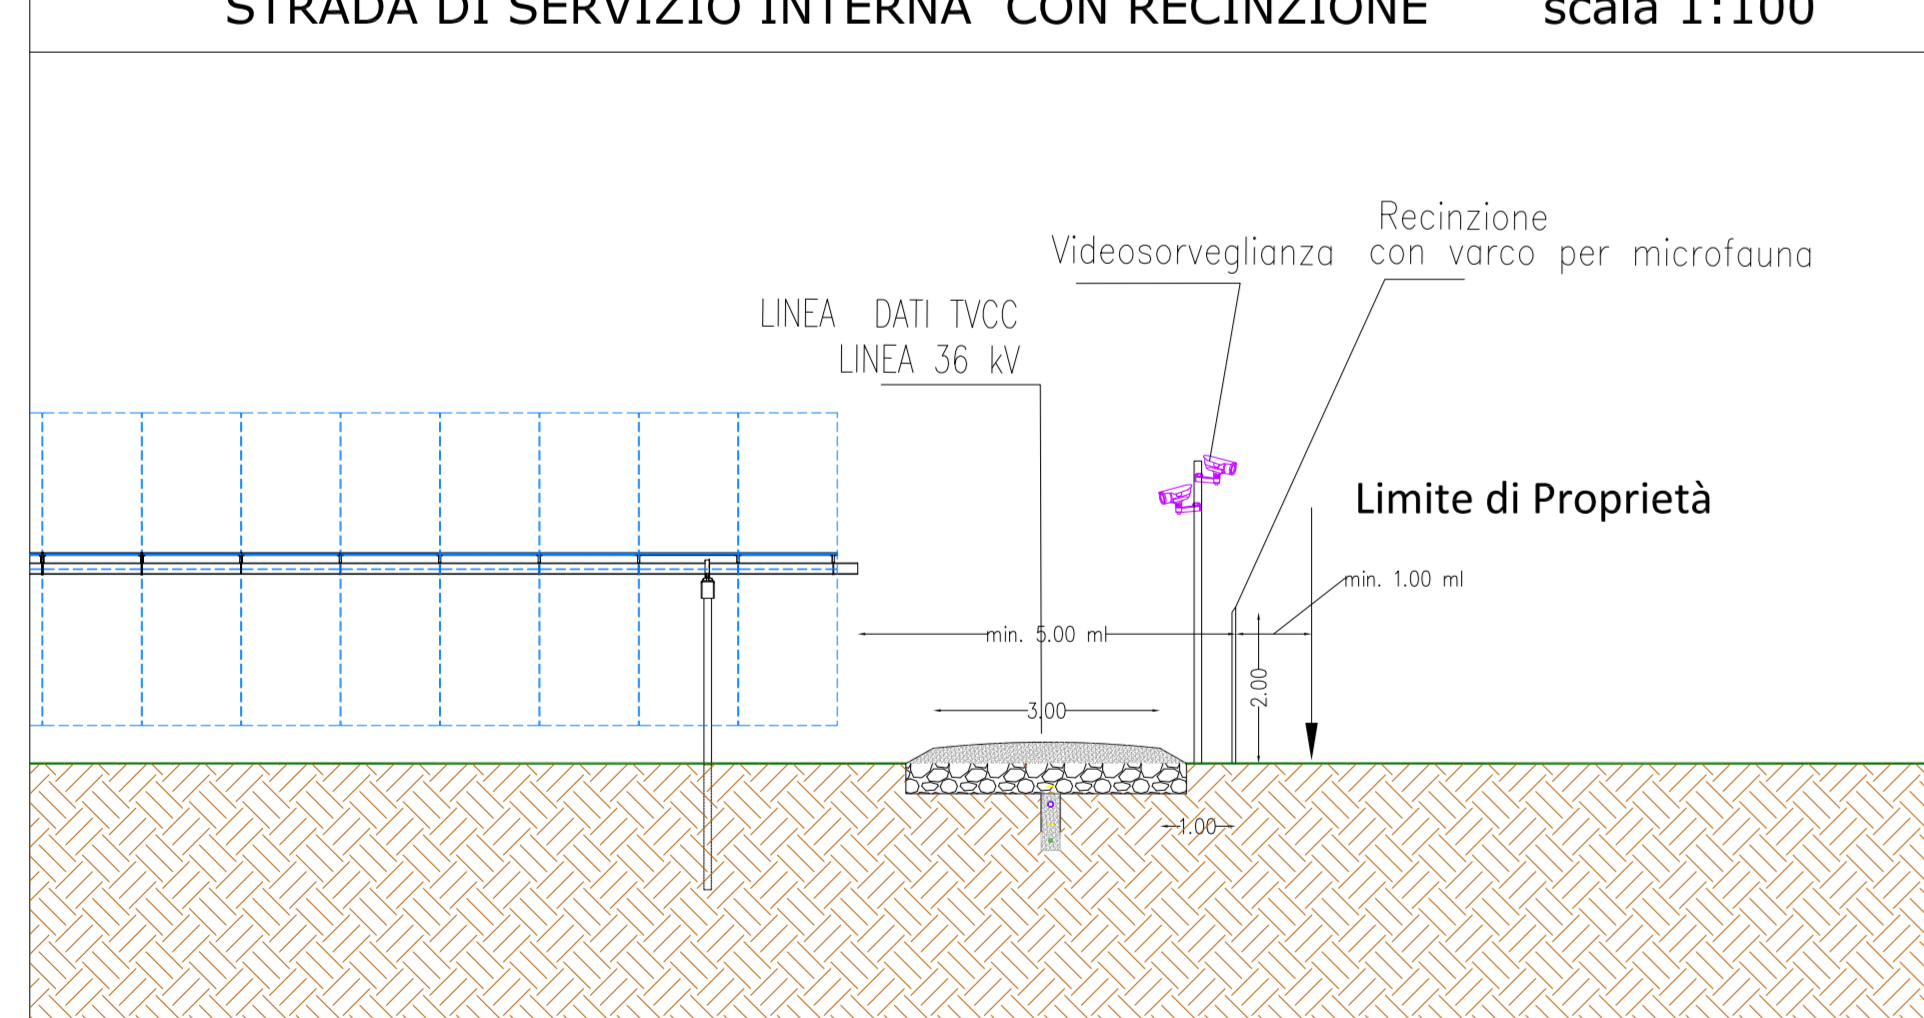 STRADA DI SERVIZIO INTERNA CON RECINZIONE scala 1:100
Recinzione
Videosorveglianza con varco per microfauna
LINEA DATI TVCC
LINEA 36 kV
Limite di Proprietà
min. 1.00 ml
min. 5.00 ml
2.00
3.00
1.00